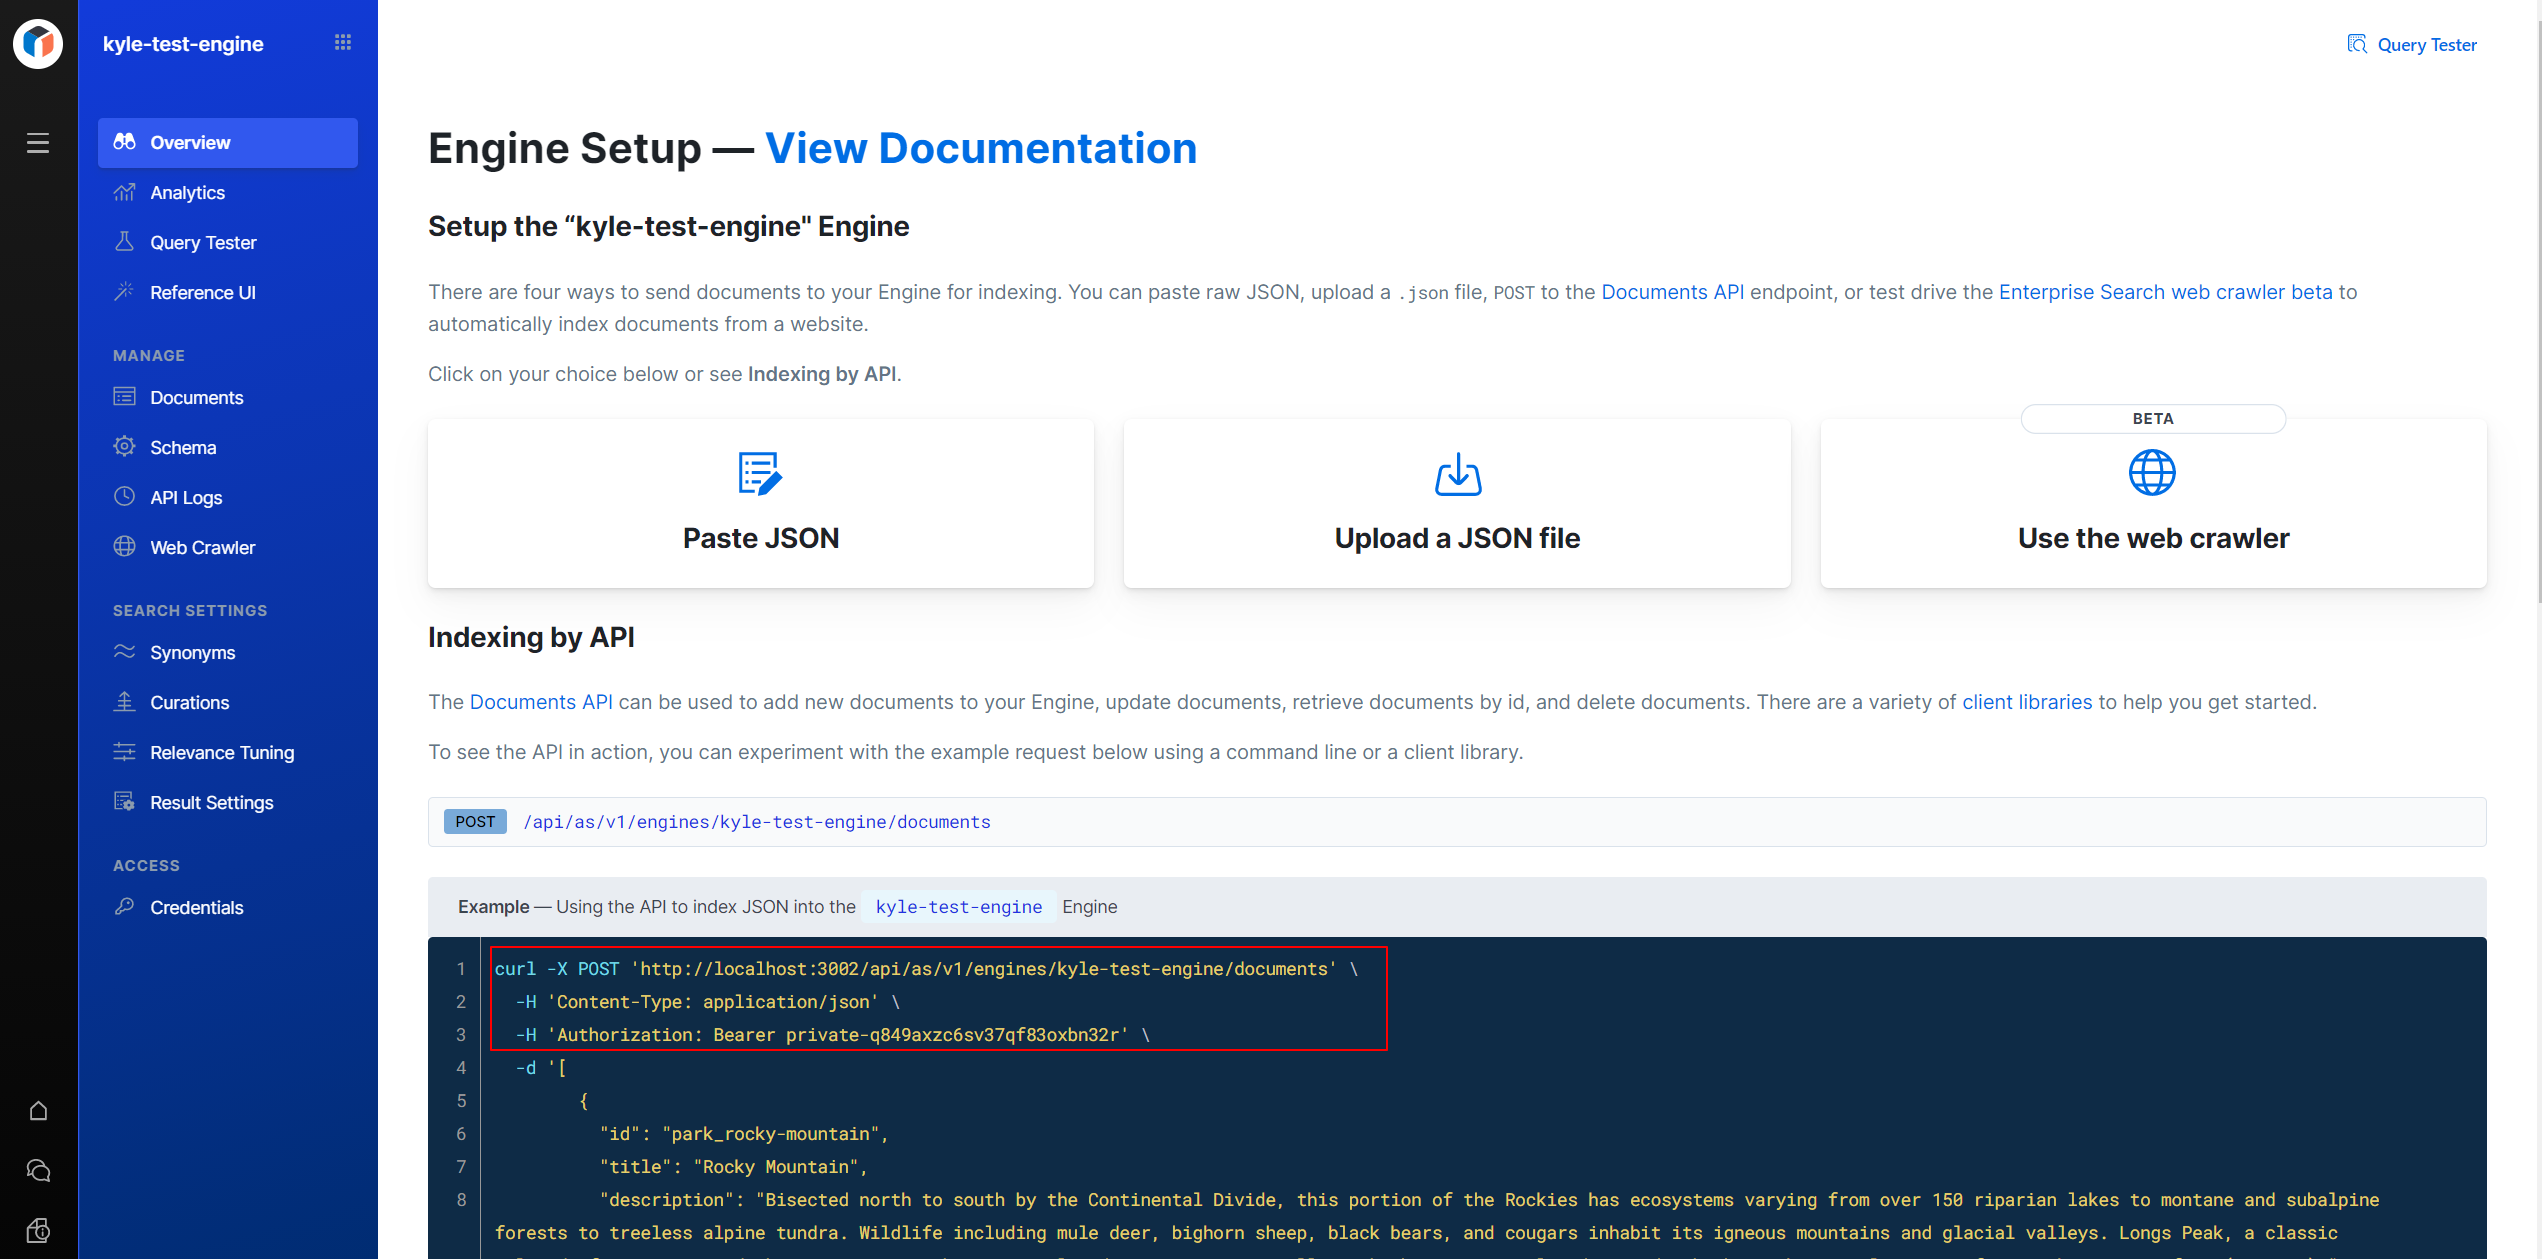 kyle-test-engine
Query Tester
Overview
Analytics
Query Tester
Reference UI
MANAGE
Documents
Schema
API Logs
Web Crawler
SEARCH SETTINGS
Synonyms
Curations
Relevance Tuning
Result Settings
ACCESS
Credentials
Engine Setup — View Documentation
Setup the “kyle-test-engine" Engine
There are four ways to send documents to your Engine for indexing. You can paste raw JSON, upload a .json file, POST to the Documents API endpoint, or test drive the Enterprise Search web crawler beta to
automatically index documents from a website.
Click on your choice below or see Indexing by API.
Paste JSON
Upload a JSON file
BETA
Use the web crawler
Indexing by API
The Documents API can be used to add new documents to your Engine, update documents, retrieve documents by id, and delete documents. There are a variety of client libraries to help you get started.
To see the API in action, you can experiment with the example request below using a command line or a client library.
POST /api/as/v1/engines/kyle-test-engine/documents
Example — Using the API to index JSON into the kyle-test-engine Engine
1 curl -X POST 'http://localhost:3002/api/as/v1/engines/kyle-test-engine/documents' \
2 -H 'Content-Type: application/json' \
3 -H 'Authorization: Bearer private-q849axzc6sv37qf83oxbn32r' \
4 -d '[
5 {
6 "id": "park_rocky-mountain",
7 "title": "Rocky Mountain",
8 "description": "Bisected north to south by the Continental Divide, this portion of the Rockies has ecosystems varying from over 150 riparian lakes to montane and subalpine
forests to treeless alpine tundra. Wildlife including mule deer, bighorn sheep, black bears, and cougars inhabit its igneous mountains and glacial valleys. Longs Peak, a classic